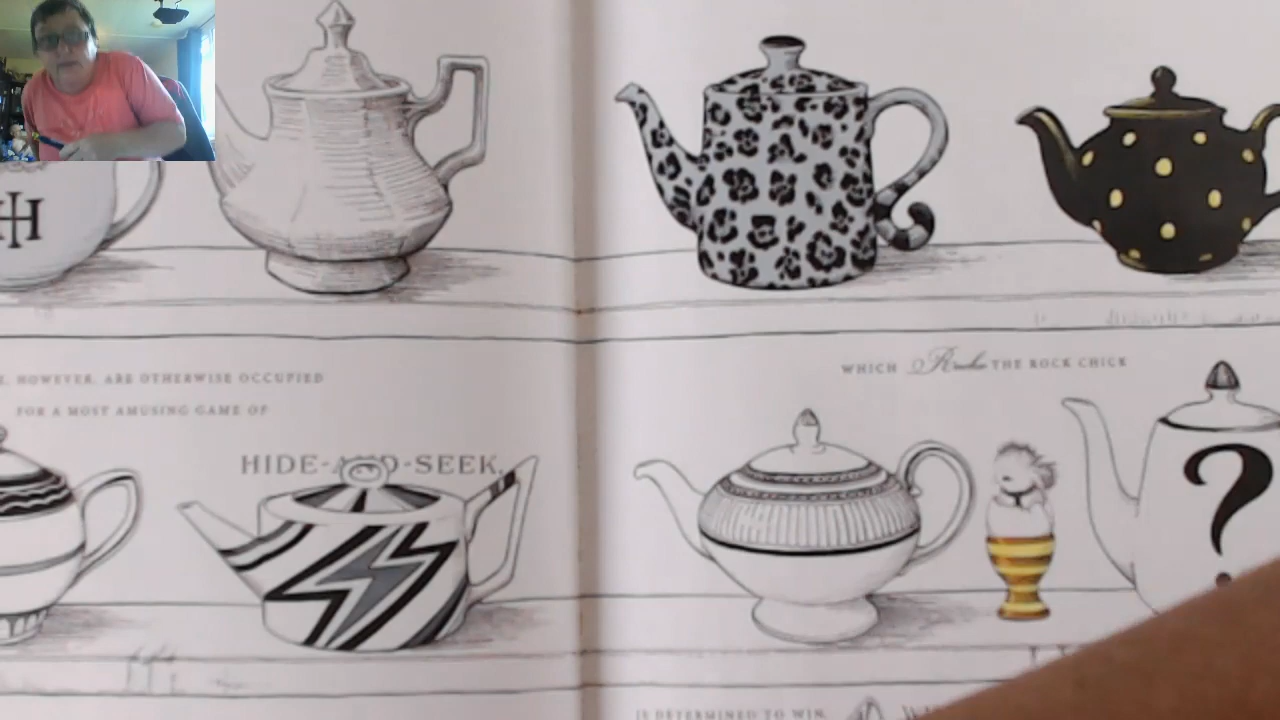 H
HOWEVER, ARE OTHERWISE OCCUPIED
FOR A MOST AMUSING GAME OF
HIDE-AND-SEEK,
WHICH THE ROCK CHICK
?
IS DETERMINED TO WIN.